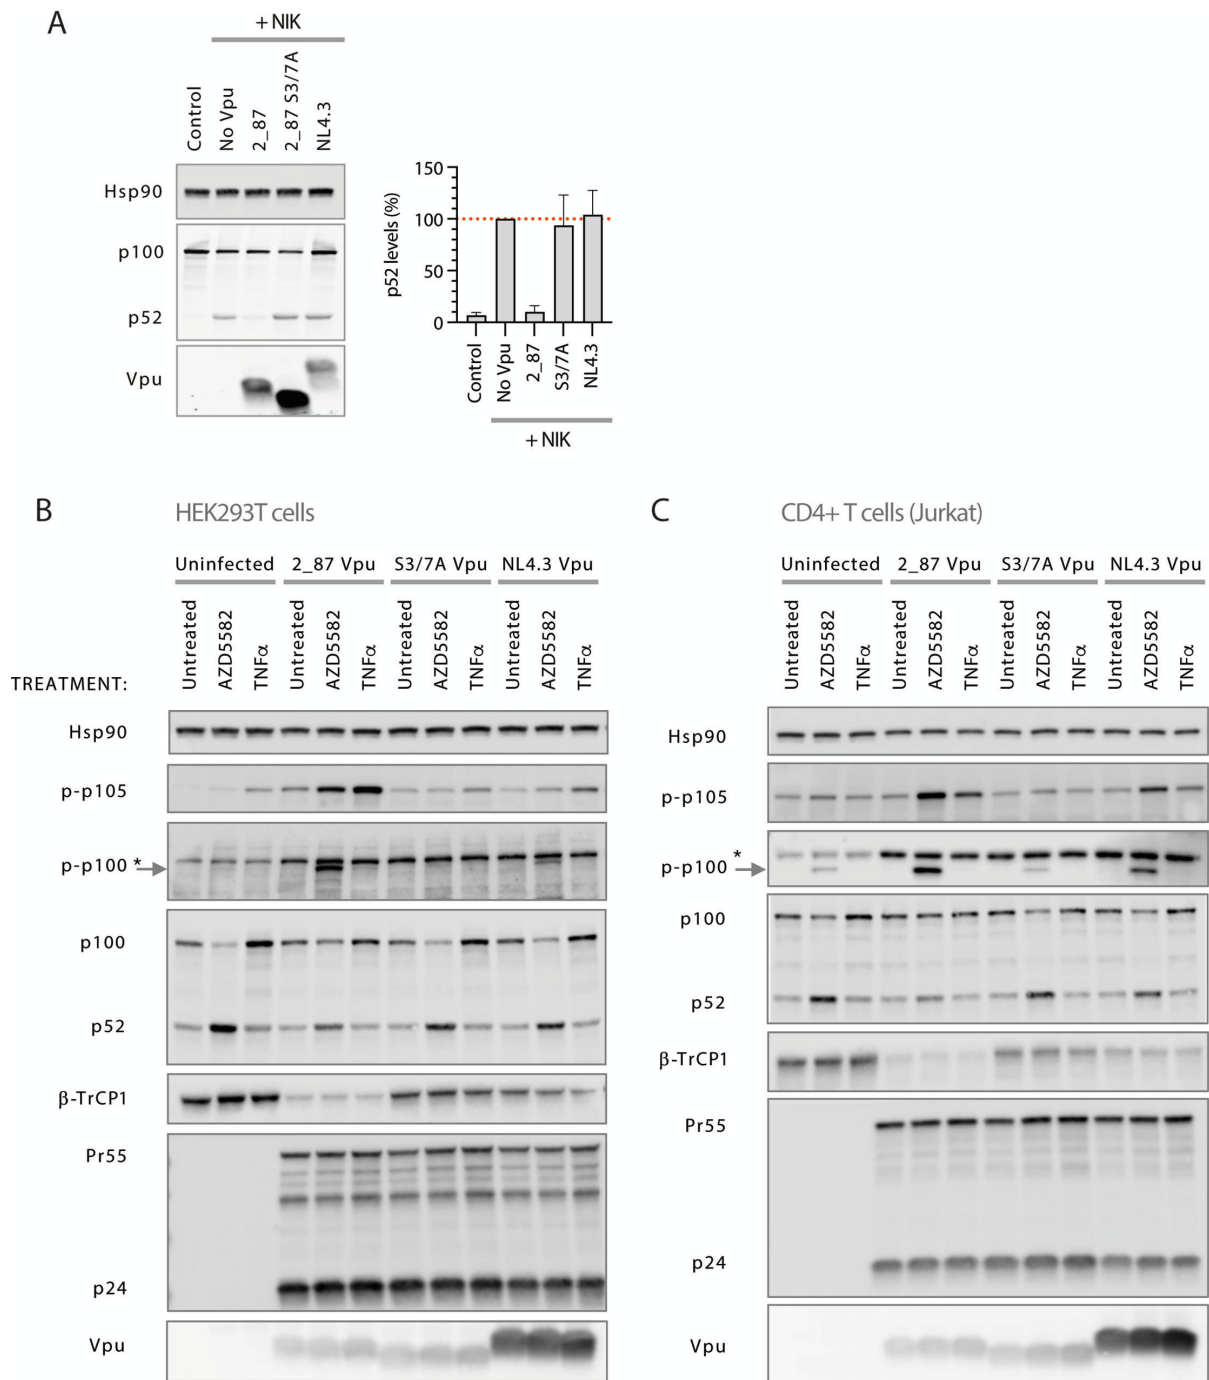 A
+ NIK
Control
No Vpu
2_87
2_87 S3/7A
NL4.3
Hsp90
p100
p52
Vpu
p52 levels (%)
150
100
50
0
Control
No Vpu
2_87
S3/7A
NL4.3
+ NIK
B
HEK293T cells
Uninfected
2_87 Vpu
S3/7A Vpu
NL4.3 Vpu
TREATMENT:
Untreated
AZD5582
TNFα
Untreated
AZD5582
TNFα
Untreated
AZD5582
TNFα
Untreated
AZD5582
TNFα
Hsp90
p-p105
p-p100 *
p100
p52
β-TrCP1
Pr55
p24
Vpu
C
CD4+ T cells (Jurkat)
Uninfected
2_87 Vpu
S3/7A Vpu
NL4.3 Vpu
Untreated
AZD5582
TNFα
Untreated
AZD5582
TNFα
Untreated
AZD5582
TNFα
Untreated
AZD5582
TNFα
Hsp90
p-p105
*
p-p100
p100
p52
β-TrCP1
Pr55
p24
Vpu